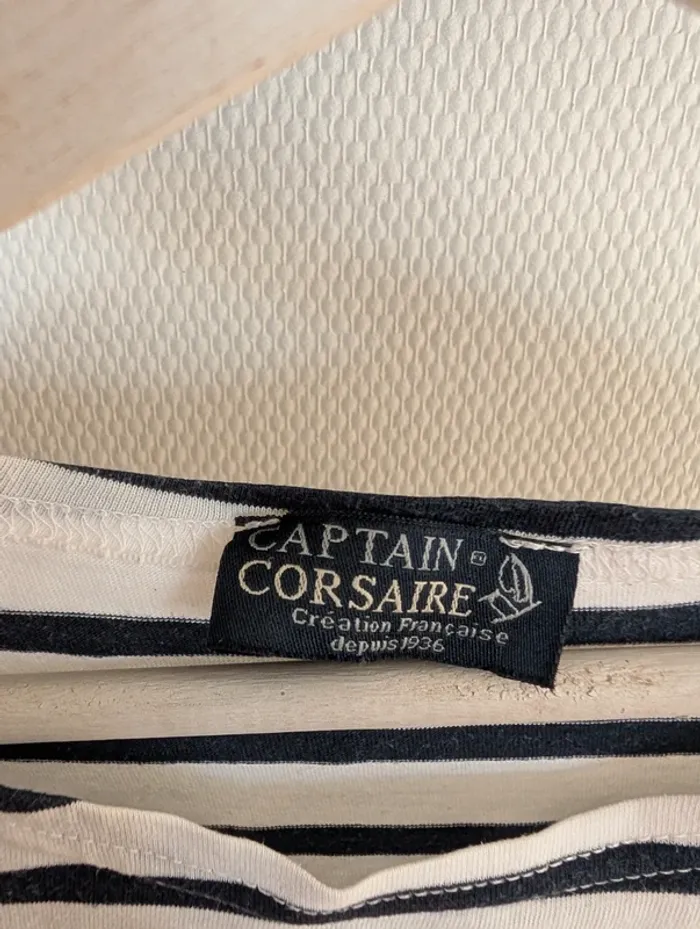 CAPTAIN
CORSAIRE
Création Française
depuis 1936